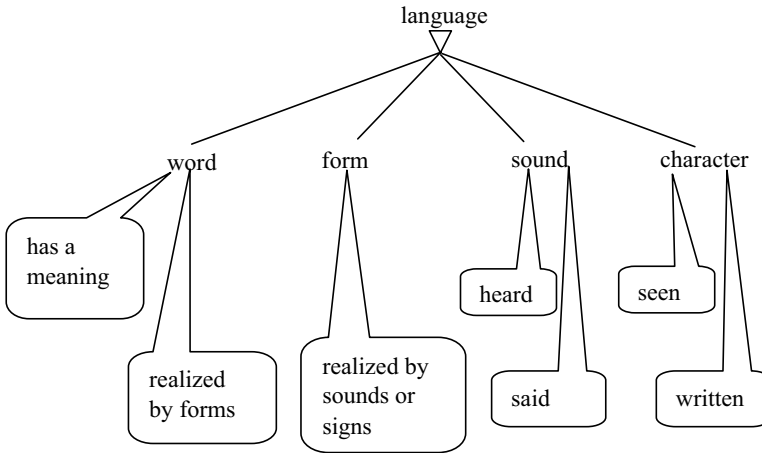 language
word
form
sound
character
has a
meaning
heard
seen
realized
by forms
realized by
sounds or
signs
said
written